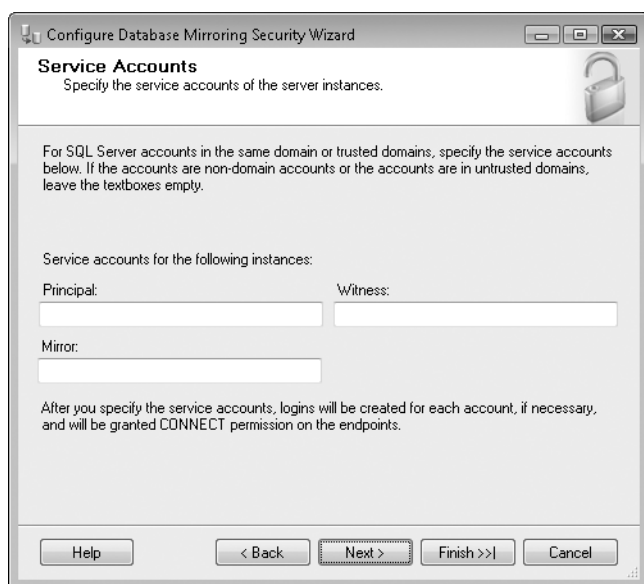 Configure Database Mirroring Security Wizard
Service Accounts
Specify the service accounts of the server instances.
For SQL Server accounts in the same domain or trusted domains, specify the service accounts
below. If the accounts are non-domain accounts or the accounts are in untrusted domains,
leave the textboxes empty.
Service accounts for the following instances:
Principal:
Witness:
Mirror:
After you specify the service accounts, logins will be created for each account, if necessary,
and will be granted CONNECT permission on the endpoints.
Help
< Back
Next >
Finish >>|
Cancel